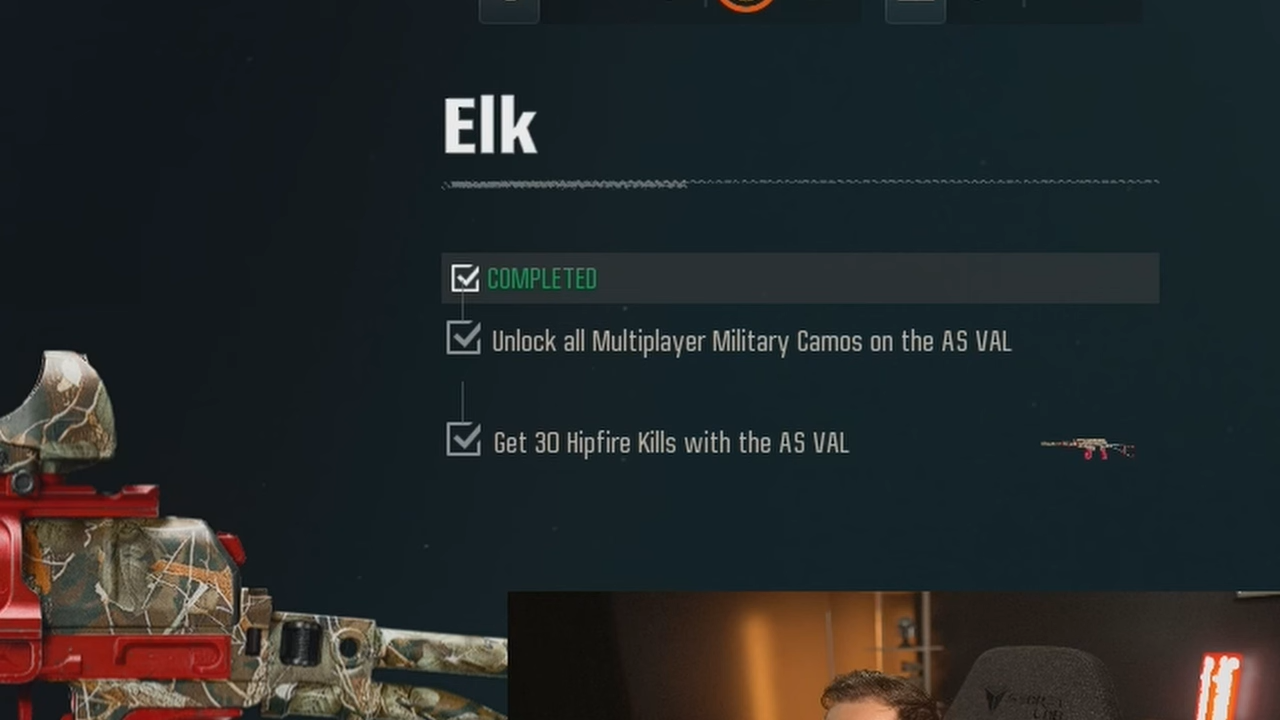 Elk
COMPLETED
Unlock all Multiplayer Military Camos on the AS VAL
Get 30 Hipfire Kills with the AS VAL